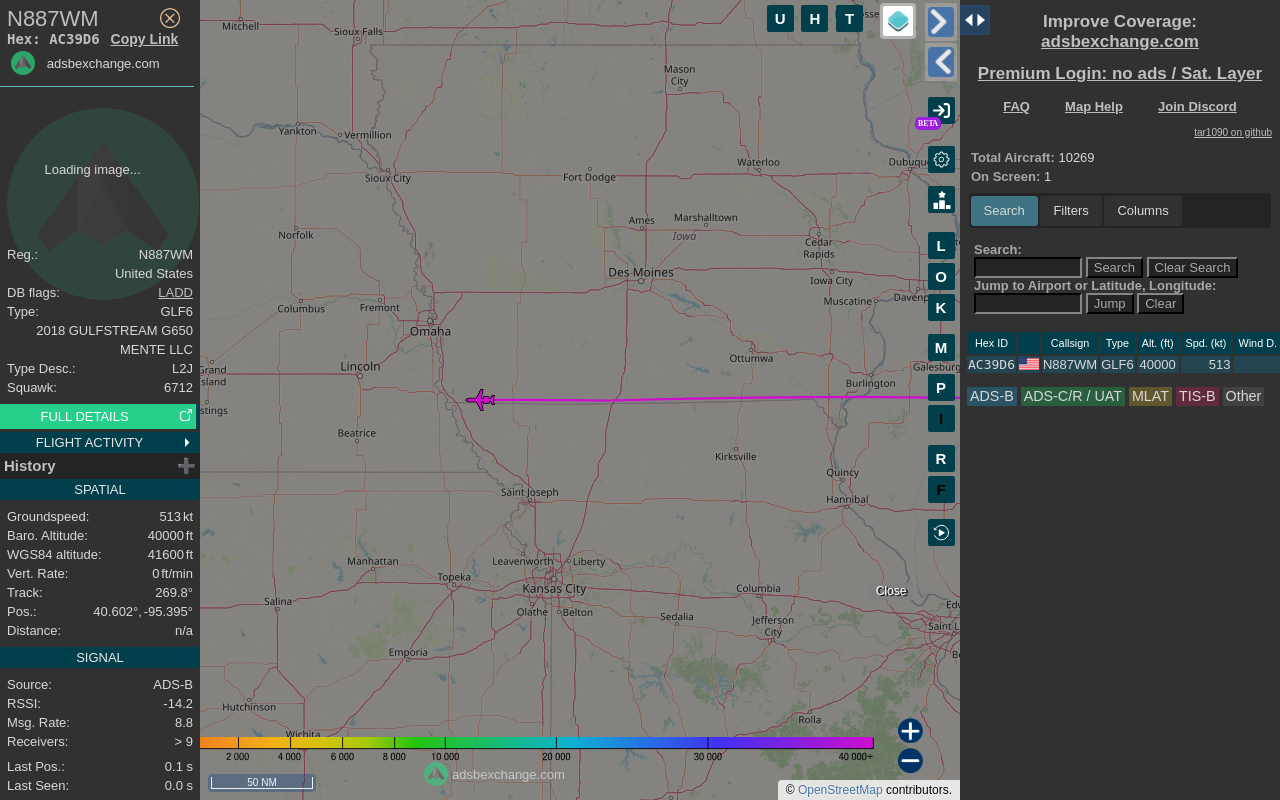 N887WM
Hex: AC39D6 Copy Link
adsbexchange.com
Loading image...
Reg.: N887WM
United States
DB flags: LADD
Type: GLF6
2018 GULFSTREAM G650
MENTE LLC
Type Desc.: L2J
Squawk: 6712
FULL DETAILS
FLIGHT ACTIVITY
History
SPATIAL
Groundspeed: 513 kt
Baro. Altitude: 40000 ft
WGS84 altitude: 41600 ft
Vert. Rate: 0 ft/min
Track: 269.8°
Pos.: 40.602°, -95.395°
Distance: n/a
SIGNAL
Source: ADS-B
RSSI: -14.2
Msg. Rate: 8.8
Receivers: > 9
Last Pos.: 0.1 s
Last Seen: 0.0 s
Mitchell
Sioux Falls
Mason
City
Yankton
Vermillion
Waterloo
Dubuqu
Sioux City
Fort Dodge
Ames
Marshalltown
Norfolk
Iowa
Cedar
Rapids
Des Moines
Iowa City
Columbus
Fremont
Muscatine
Davenp
Omaha
Ottumwa
Lincoln
Grand
Island
Galesburg
Burlington
stings
Beatrice
Kirksville
Quincy
Saint Joseph
Hannibal
Manhattan
Leavenworth
Liberty
Topeka
Kansas City
Columbia
Salina
Olathe
Belton
Sedalia
Jefferson
City
Edw
Saint L
Emporia
Be
Hutchinson
Rolla
Wichita
U H T
BETA
L
O
K
M
P
I
R
F
Close
2 000 4 000 6 000 8 000 10 000 20 000 30 000 40 000+
adsbexchange.com
50 NM
© OpenStreetMap contributors.
Improve Coverage:
adsbexchange.com
Premium Login: no ads / Sat. Layer
FAQ Map Help Join Discord
tar1090 on github
Total Aircraft: 10269
On Screen: 1
Search Filters Columns
Search:
Search Clear Search
Jump to Airport or Latitude, Longitude:
Jump Clear
Hex ID Callsign Type Alt. (ft) Spd. (kt) Wind D.
AC39D6 N887WM GLF6 40000 513
ADS-B ADS-C/R / UAT MLAT TIS-B Other